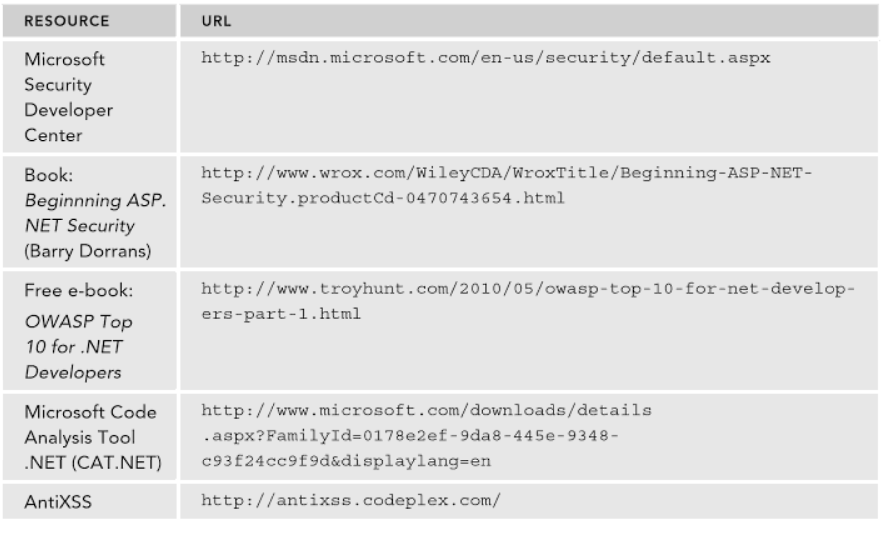 RESOURCE URL
Microsoft http://msdn.microsoft.com/en-us/security/default.aspx
Security
Developer
Center
Book: http://www.wrox.com/WileyCDA/WroxTitle/Beginning-ASP-NET-
Beginnning ASP. Security.productCd-0470743654.html
NET Security
(Barry Dorrans)
Free e-book: http://www.troyhunt.com/2010/05/owasp-top-10-for-net-develop-
OWASP Top ers-part-1.html
10 for .NET
Developers
Microsoft Code http://www.microsoft.com/downloads/details
Analysis Tool .aspx?FamilyId=0178e2ef-9da8-445e-9348-
.NET (CAT.NET) c93f24cc9f9d&displaylang=en
AntiXSS http://antixss.codeplex.com/